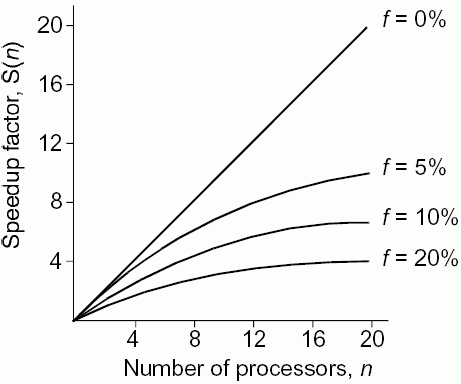 Speedup factor, S(n)
20
16
12
8
4
f = 0%
f = 5%
f = 10%
f = 20%
4 8 12 16 20
Number of processors, n